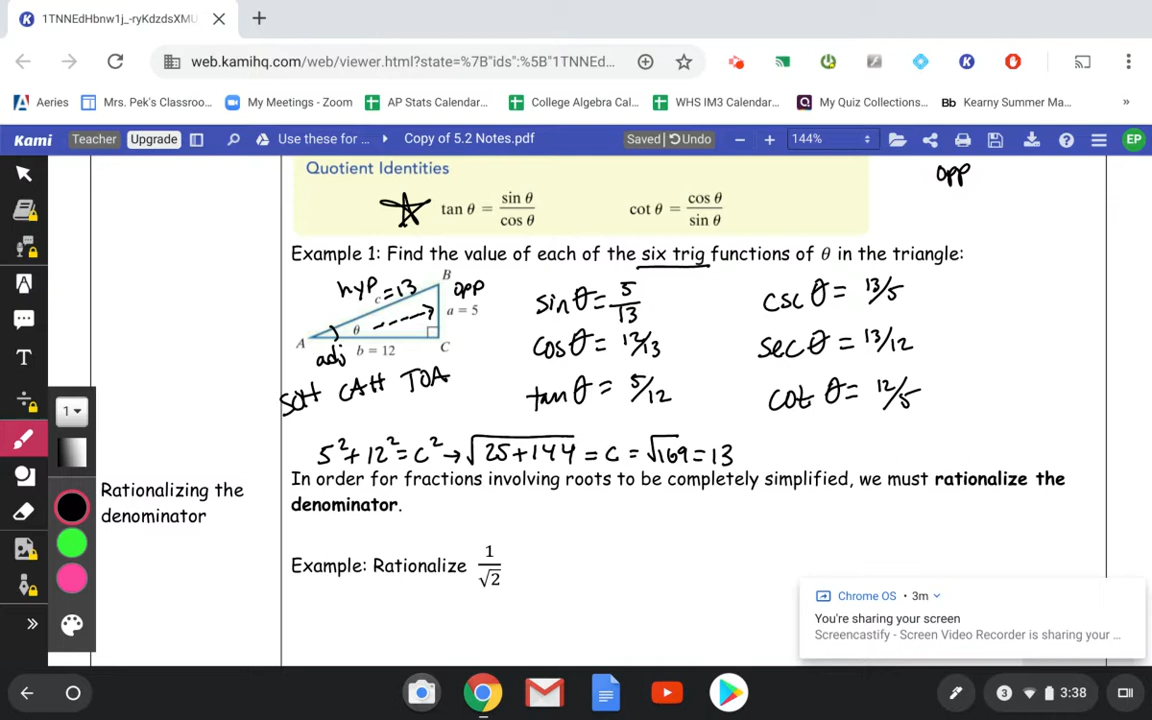 1TNNEdHbnw1j_-ryKdzdsXMU
web.kamihq.com/web/viewer.html?state=%7B"ids":%5B"1TNNEd...
Aeries Mrs. Pek's Classroo... My Meetings - Zoom AP Stats Calendar... College Algebra Cal... WHS IM3 Calendar... My Quiz Collections... Bb Kearny Summer Ma... »
Kami Teacher Upgrade Use these for ... Copy of 5.2 Notes.pdf Saved Undo 144% EP
Quotient Identities
opp
tan θ = sin θ / cos θ cot θ = cos θ / sin θ
Example 1: Find the value of each of the six trig functions of θ in the triangle:
hyp c = 13 B opp
a = 5
A θ C
adj b = 12
SOH CAH TOA
sin θ = 5/13 csc θ = 13/5
cos θ = 12/13 sec θ = 13/12
tan θ = 5/12 cot θ = 12/5
5² + 12² = c² → √25+144 = c = √169 = 13
In order for fractions involving roots to be completely simplified, we must rationalize the
denominator.
Rationalizing the
denominator
Example: Rationalize 1/√2
T
1
Chrome OS • 3m
You're sharing your screen
Screencastify - Screen Video Recorder is sharing your ...
3 3:38